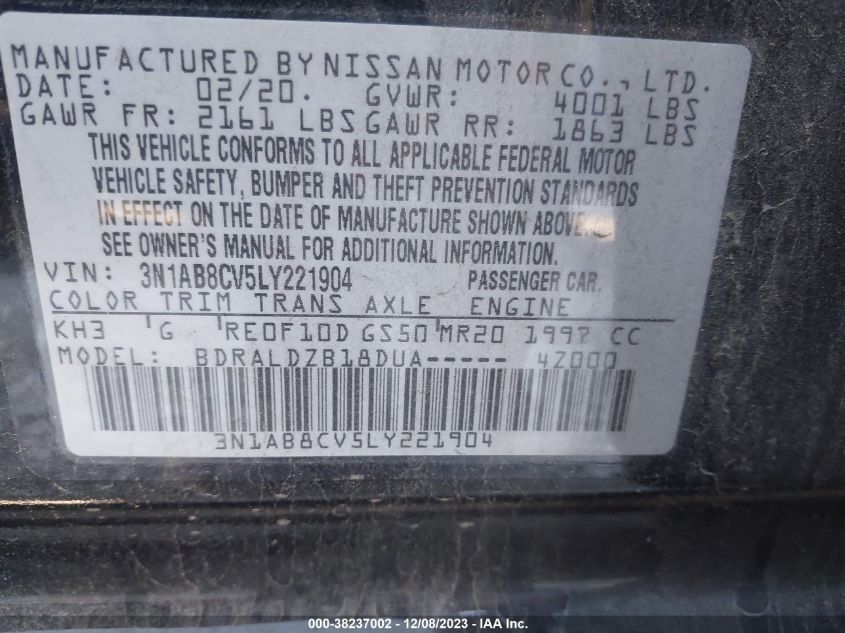 MANUFACTURED BY NISSAN MOTOR CO., LTD.
DATE: 02/20. GVWR: 4001 LBS
GAWR FR: 2161 LBS GAWR RR: 1863 LBS
THIS VEHICLE CONFORMS TO ALL APPLICABLE FEDERAL MOTOR
VEHICLE SAFETY, BUMPER AND THEFT PREVENTION STANDARDS
IN EFFECT ON THE DATE OF MANUFACTURE SHOWN ABOVE.
SEE OWNER'S MANUAL FOR ADDITIONAL INFORMATION.
VIN: 3N1AB8CV5LY221904 PASSENGER CAR.
COLOR TRIM TRANS AXLE ENGINE
KH3 'G 'RE0F10D GS50'MR20 1997 CC
MODEL: BDRALDZB18DUA----- 4Z000
3N1AB8CV5LY221904
000-38237002 - 12/08/2023 - IAA Inc.